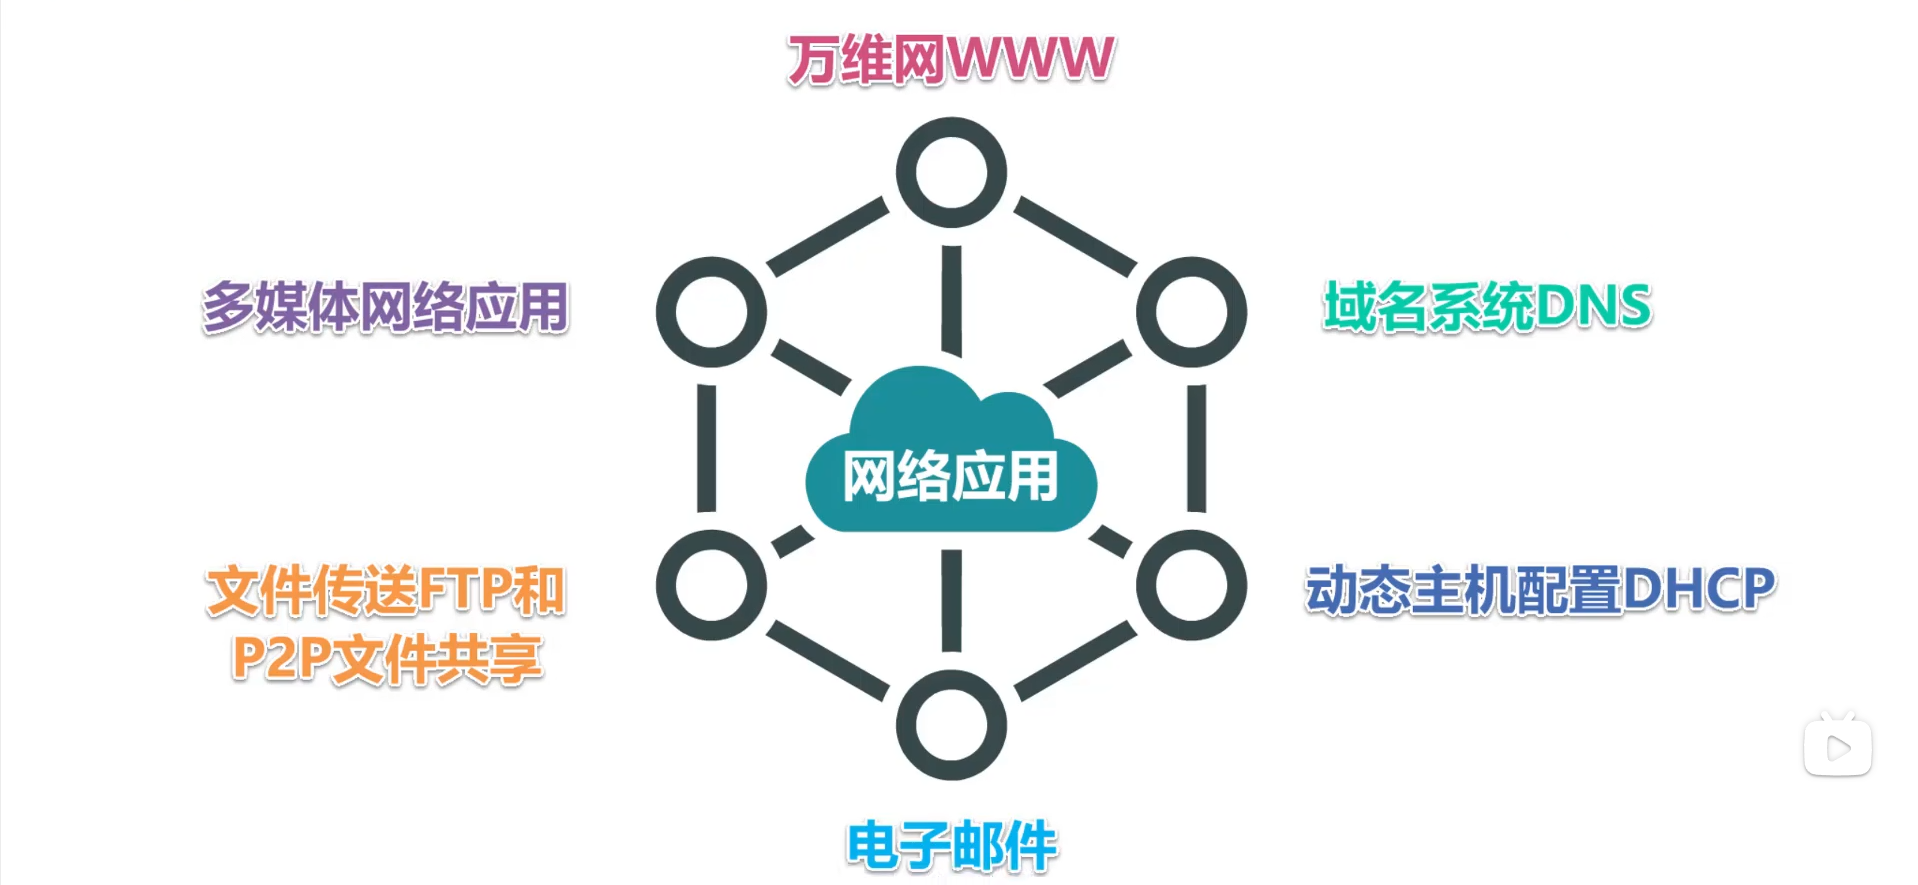 万维网WWW
多媒体网络应用
域名系统DNS
网络应用
文件传送FTP和
P2P文件共享
动态主机配置DHCP
电子邮件